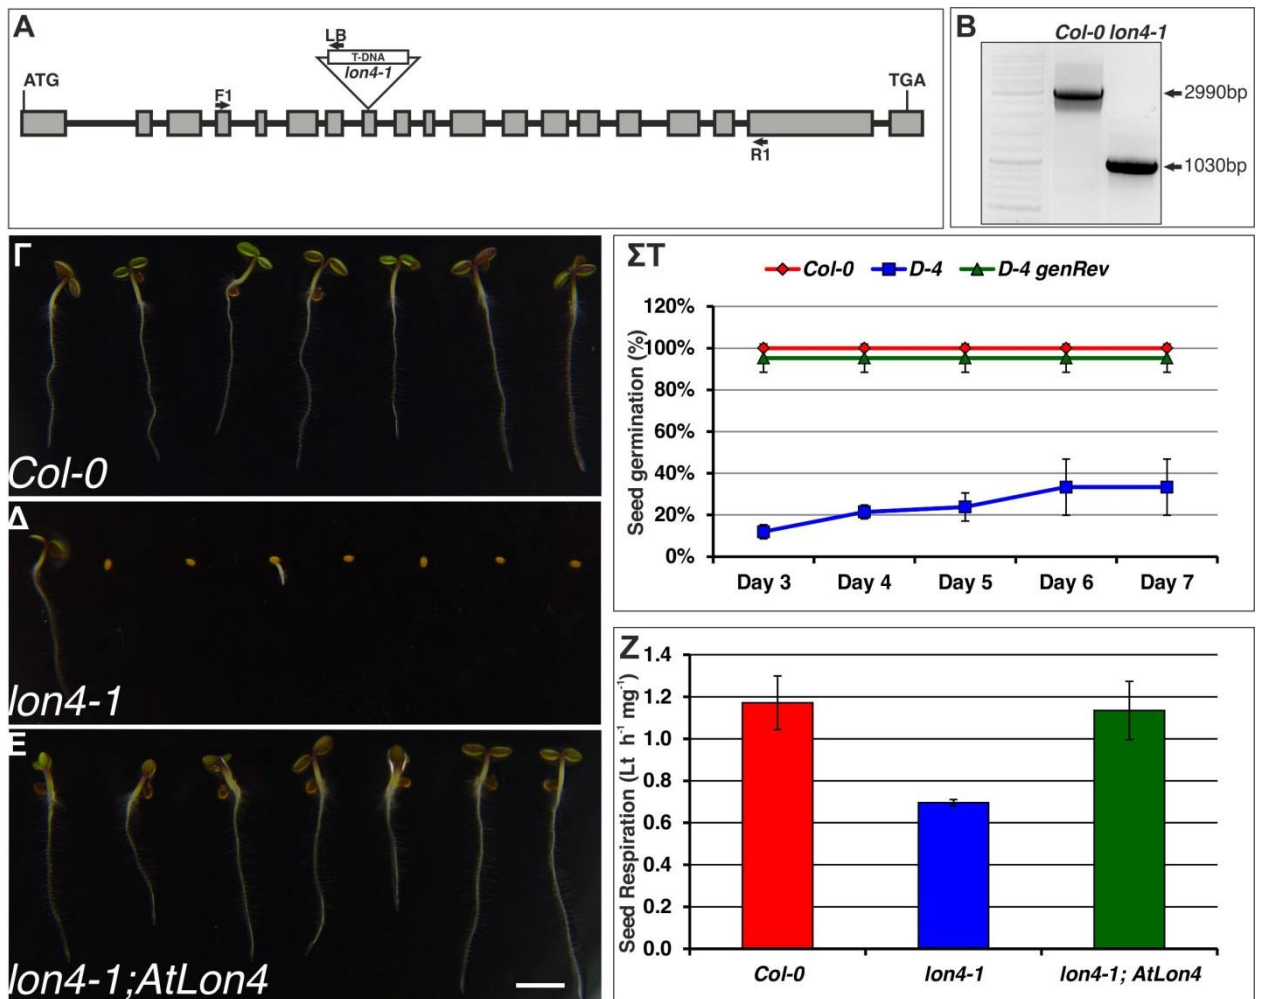 A
LB
T-DNA
lon4-1
ATG
F1
TGA
R1
B
Col-0 lon4-1
2990bp
1030bp
Γ
Col-0
Δ
lon4-1
E
lon4-1;AtLon4
ΣΤ
Col-0 D-4 D-4 genRev
Seed germination (%)
120%
100%
80%
60%
40%
20%
0%
Day 3 Day 4 Day 5 Day 6 Day 7
Z
Seed Respiration (Lt h⁻¹ mg⁻¹)
1.4
1.2
1.0
0.8
0.6
0.4
0.2
0.0
Col-0 lon4-1 lon4-1; AtLon4